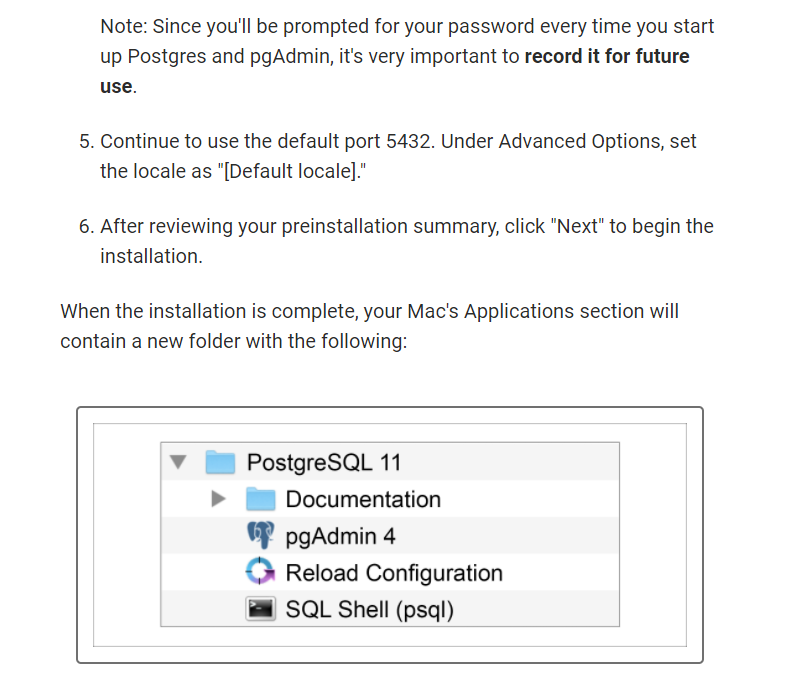 Note: Since you'll be prompted for your password every time you start
up Postgres and pgAdmin, it's very important to record it for future
use.
5. Continue to use the default port 5432. Under Advanced Options, set
the locale as "[Default locale]."
6. After reviewing your preinstallation summary, click "Next" to begin the
installation.
When the installation is complete, your Mac's Applications section will
contain a new folder with the following:
PostgreSQL 11
Documentation
pgAdmin 4
Reload Configuration
SQL Shell (psql)